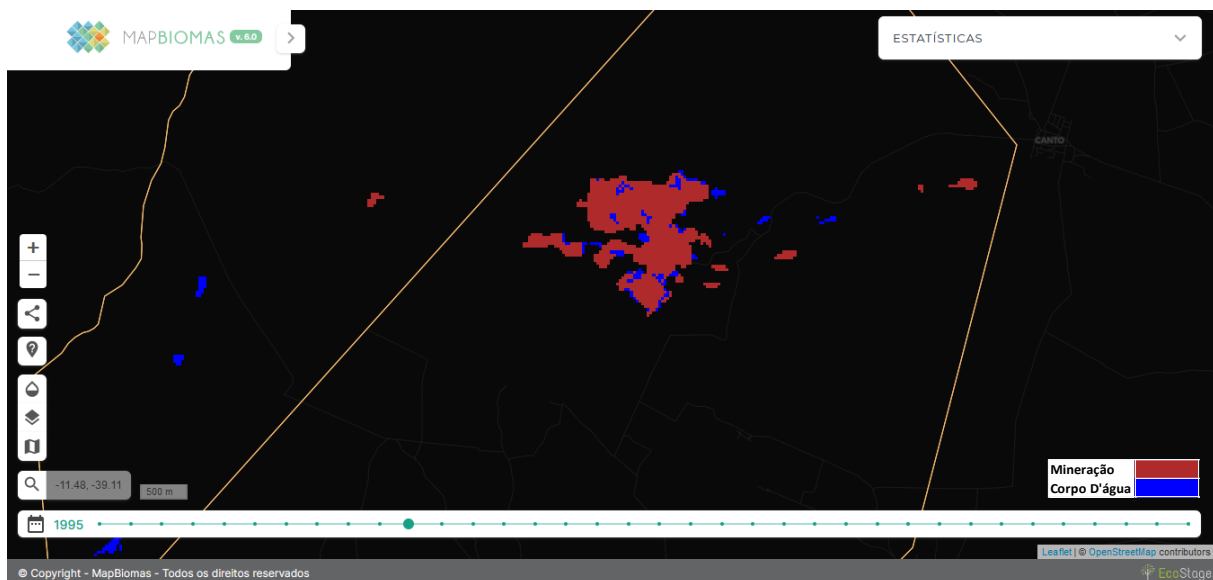 MAPBIOMAS v. 6.0
>
ESTATÍSTICAS
CANTO
+
−
-11.48, -39.11
500 m
Mineração
Corpo D'água
1995
Leaflet | © OpenStreetMap contributors
© Copyright - MapBiomas - Todos os direitos reservados
EcoStage